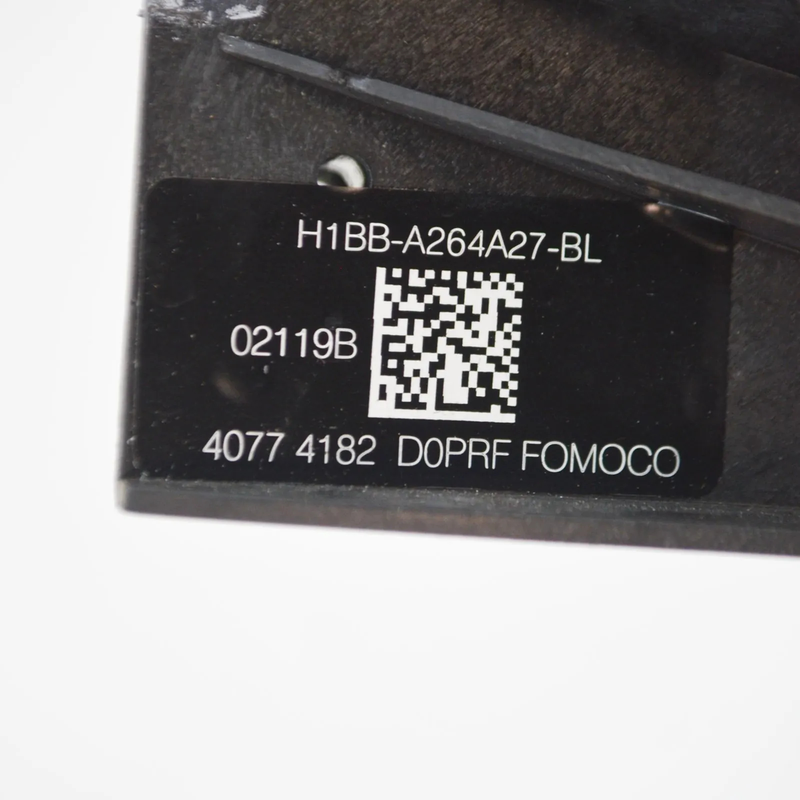 H1BB-A264A27-BL
02119B
4077 4182 D0PRF FOMOCO